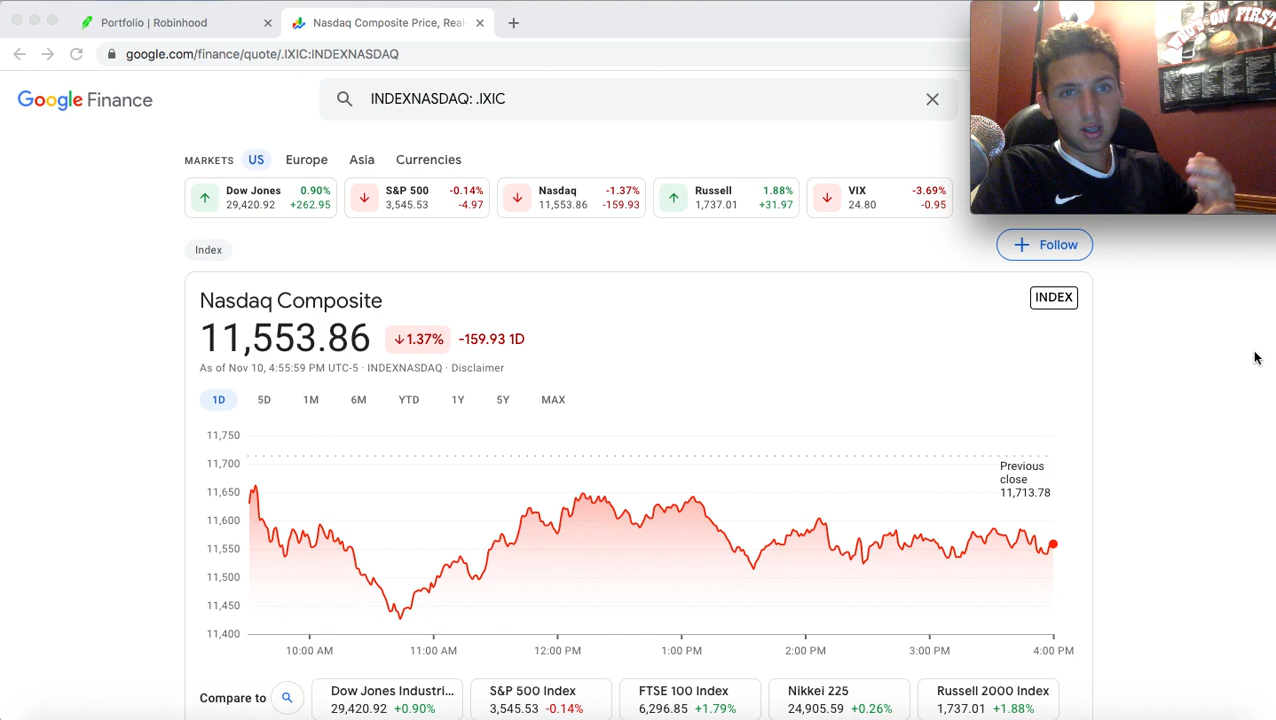 Portfolio | Robinhood
Nasdaq Composite Price, Real-
google.com/finance/quote/.IXIC:INDEXNASDAQ
WHO'S ON FIRST
Google Finance
INDEXNASDAQ: .IXIC
MARKETS US Europe Asia Currencies
Dow Jones 0.90% S&P 500 -0.14% Nasdaq -1.37% Russell 1.88% VIX -3.69%
29,420.92 +262.95 3,545.53 -4.97 11,553.86 -159.93 1,737.01 +31.97 24.80 -0.95
Index
Follow
Nasdaq Composite
INDEX
11,553.86 1.37% -159.93 1D
As of Nov 10, 4:55:59 PM UTC-5 · INDEXNASDAQ · Disclaimer
1D 5D 1M 6M YTD 1Y 5Y MAX
11,750
11,700
Previous
close
11,713.78
11,650
11,600
11,550
11,500
11,450
11,400
10:00 AM 11:00 AM 12:00 PM 1:00 PM 2:00 PM 3:00 PM 4:00 PM
Compare to
Dow Jones Industri... S&P 500 Index FTSE 100 Index Nikkei 225 Russell 2000 Index
29,420.92 +0.90% 3,545.53 -0.14% 6,296.85 +1.79% 24,905.59 +0.26% 1,737.01 +1.88%